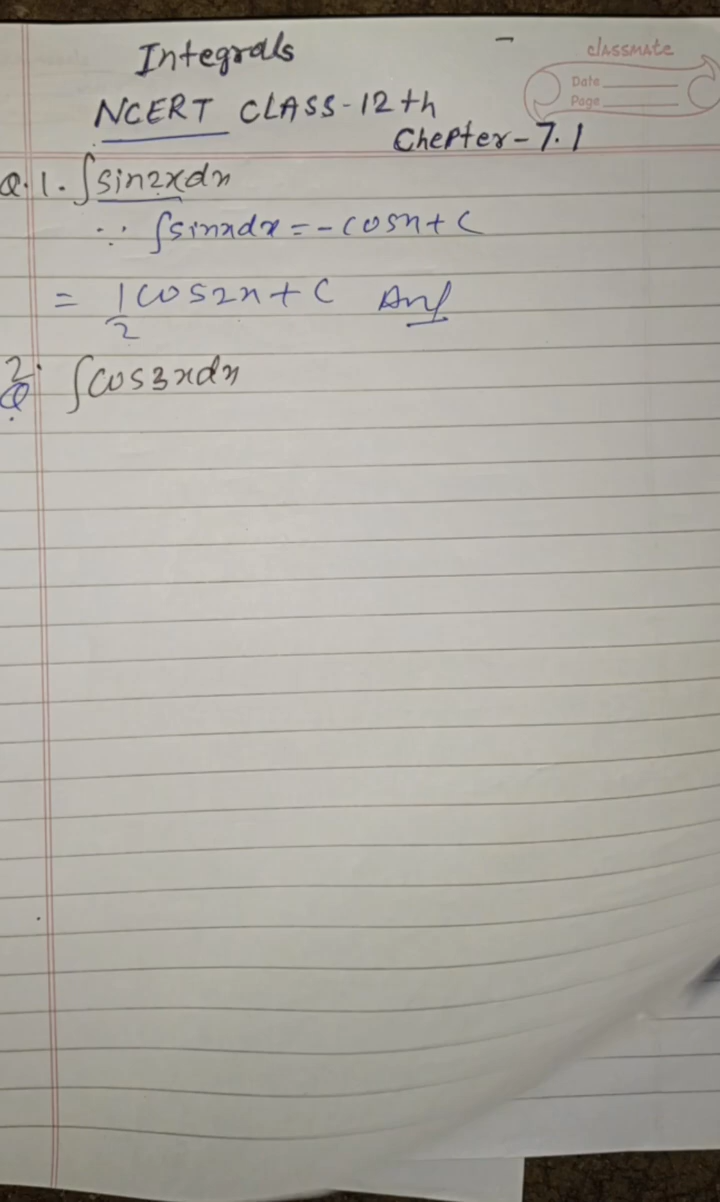 Integrals
classmate
Date
Page
NCERT CLASS-12th
Chepter-7.1
Q.1. ∫sin2xdx
∵ ∫sinxdx = -cosx+C
= 1/2 cos2x+C Ans
Q 2. ∫cos3xdx